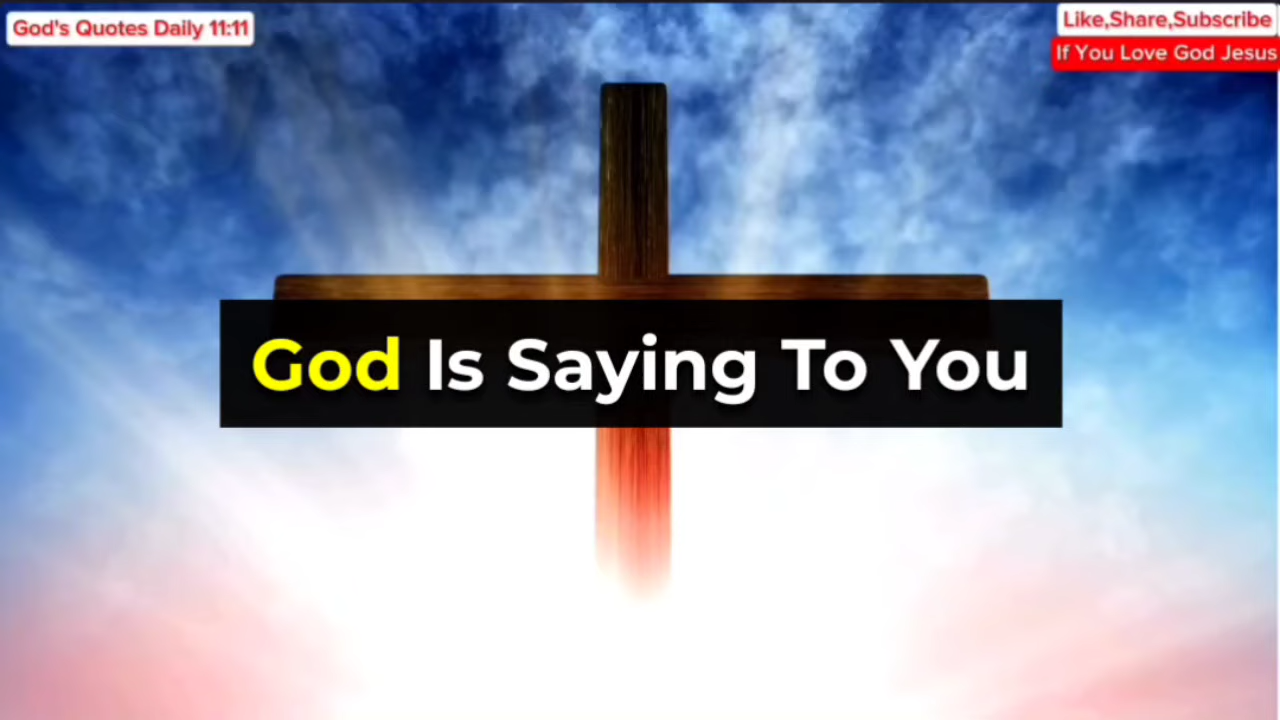 God's Quotes Daily 11:11
Like,Share,Subscribe
If You Love God Jesus
God Is Saying To You